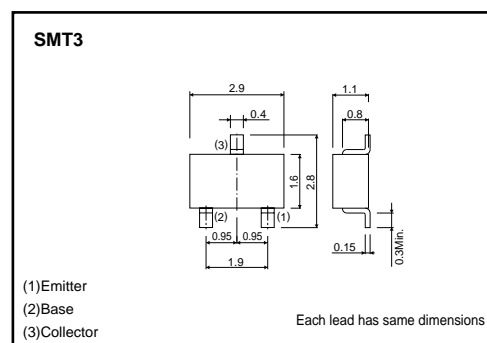 SMT3
2.9
1.1
0.4
0.8
(3)
1.6
2.8
(2)
(1)
0.95 0.95
0.15
0.3Min.
1.9
(1)Emitter
(2)Base
(3)Collector
Each lead has same dimensions